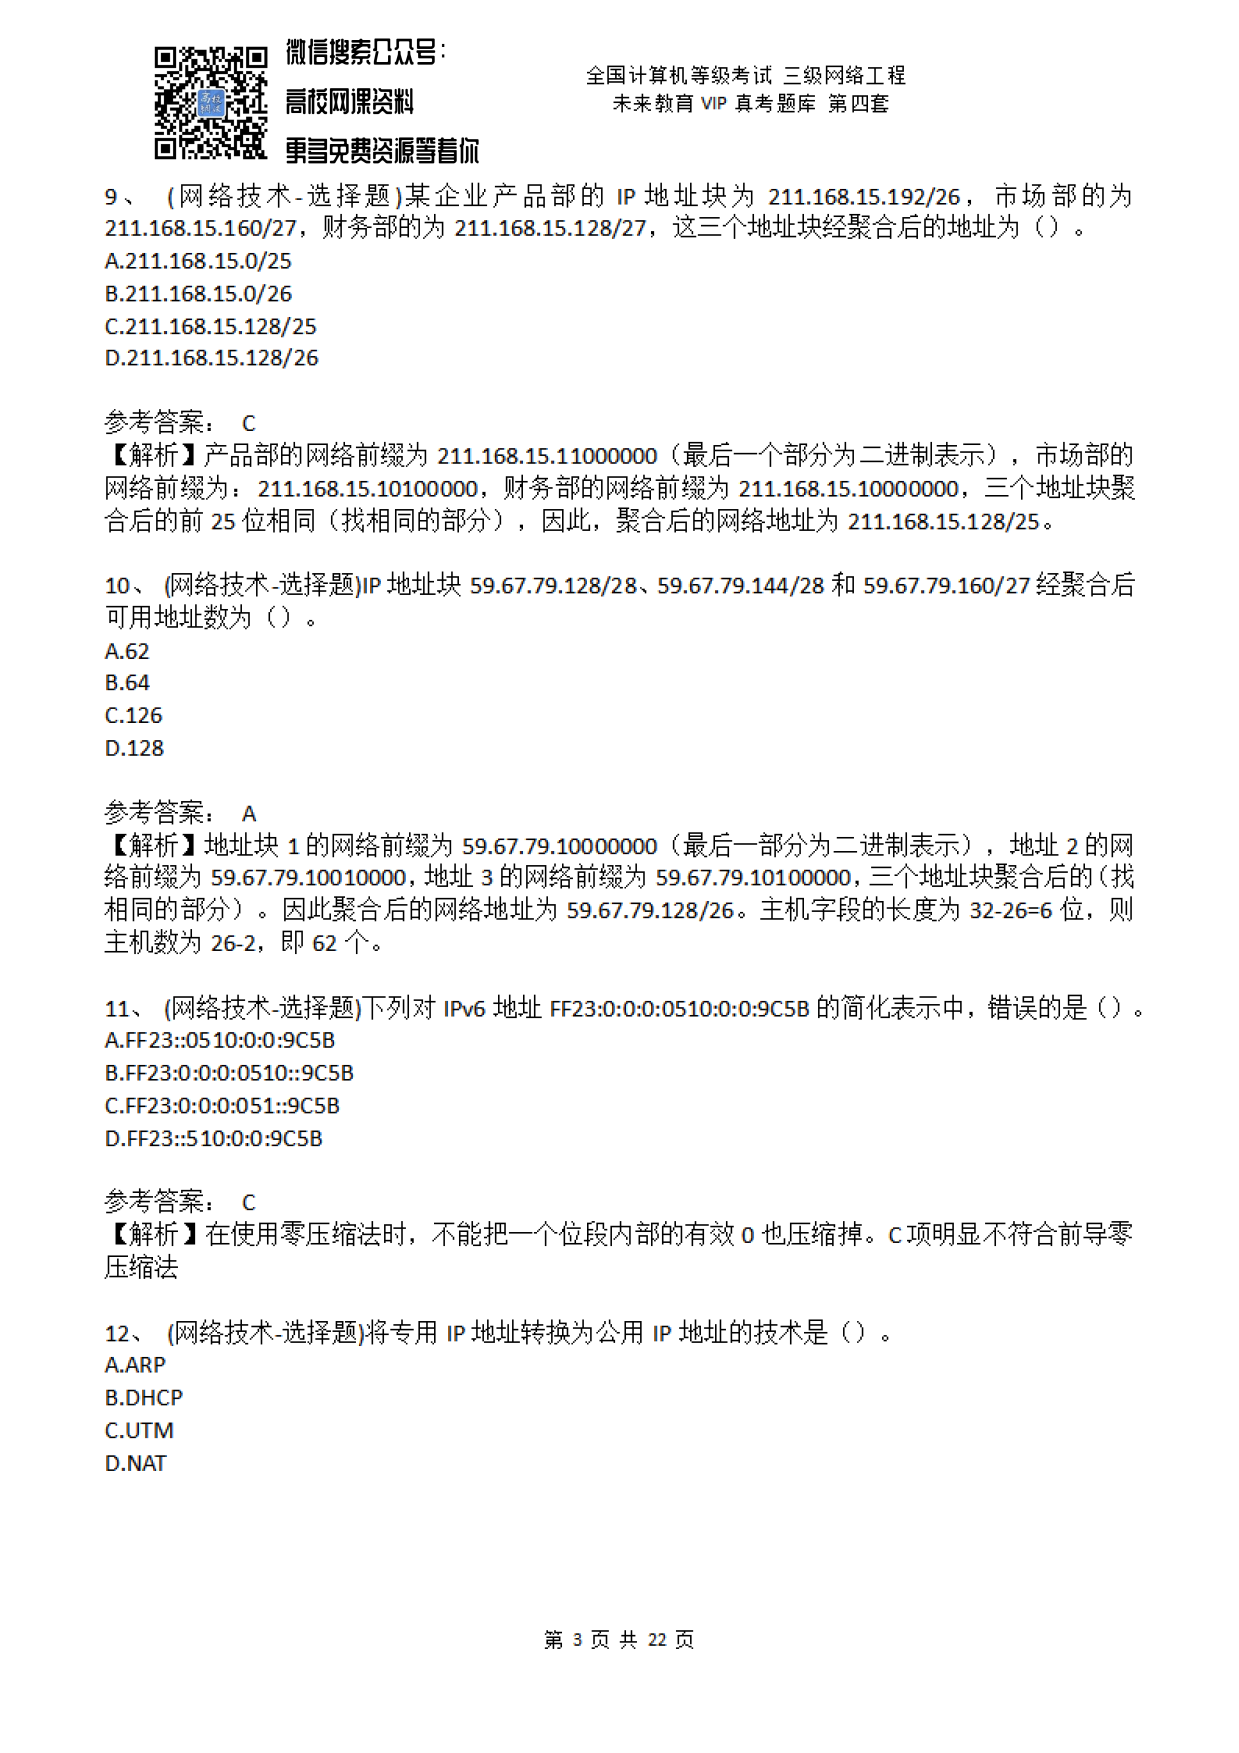 微信搜索公众号：
高校网课资料
更多免费资源等着你
全国计算机等级考试 三级网络工程
未来教育 VIP 真考题库 第四套
9、 (网络技术-选择题)某企业产品部的 IP 地址块为 211.168.15.192/26，市场部的为
211.168.15.160/27，财务部的为 211.168.15.128/27，这三个地址块经聚合后的地址为（）。
A.211.168.15.0/25
B.211.168.15.0/26
C.211.168.15.128/25
D.211.168.15.128/26
参考答案： C
【解析】产品部的网络前缀为 211.168.15.11000000（最后一个部分为二进制表示），市场部的
网络前缀为：211.168.15.10100000，财务部的网络前缀为 211.168.15.10000000，三个地址块聚
合后的前 25 位相同（找相同的部分），因此，聚合后的网络地址为 211.168.15.128/25。
10、 (网络技术-选择题)IP 地址块 59.67.79.128/28、59.67.79.144/28 和 59.67.79.160/27 经聚合后
可用地址数为（）。
A.62
B.64
C.126
D.128
参考答案： A
【解析】地址块 1 的网络前缀为 59.67.79.10000000（最后一部分为二进制表示），地址 2 的网
络前缀为 59.67.79.10010000，地址 3 的网络前缀为 59.67.79.10100000，三个地址块聚合后的（找
相同的部分）。因此聚合后的网络地址为 59.67.79.128/26。主机字段的长度为 32-26=6 位，则
主机数为 26-2，即 62 个。
11、 (网络技术-选择题)下列对 IPv6 地址 FF23:0:0:0:0510:0:0:9C5B 的简化表示中，错误的是（）。
A.FF23::0510:0:0:9C5B
B.FF23:0:0:0:0510::9C5B
C.FF23:0:0:0:051::9C5B
D.FF23::510:0:0:9C5B
参考答案： C
【解析】在使用零压缩法时，不能把一个位段内部的有效 0 也压缩掉。C 项明显不符合前导零
压缩法
12、 (网络技术-选择题)将专用 IP 地址转换为公用 IP 地址的技术是（）。
A.ARP
B.DHCP
C.UTM
D.NAT
第 3 页 共 22 页